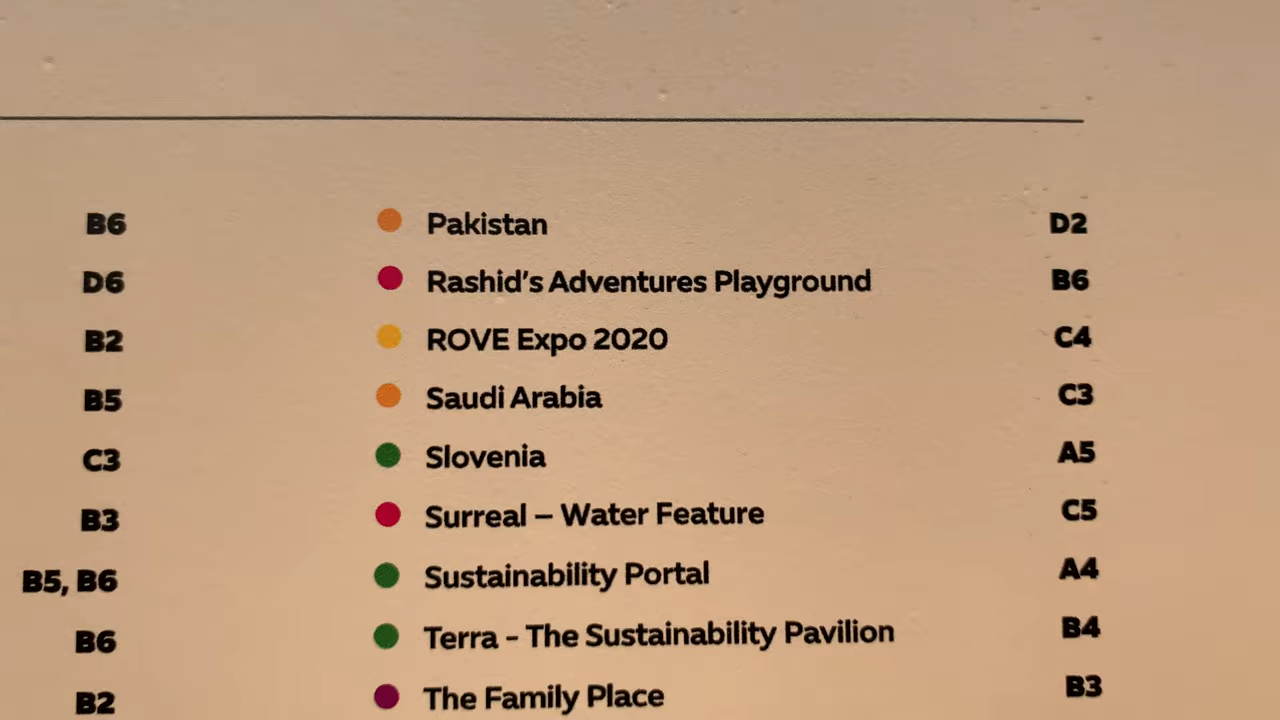 B6 Pakistan D2
D6 Rashid's Adventures Playground B6
B2 ROVE Expo 2020 C4
B5 Saudi Arabia C3
C3 Slovenia A5
B3 Surreal – Water Feature C5
B5, B6 Sustainability Portal A4
B6 Terra - The Sustainability Pavilion B4
B2 The Family Place B3